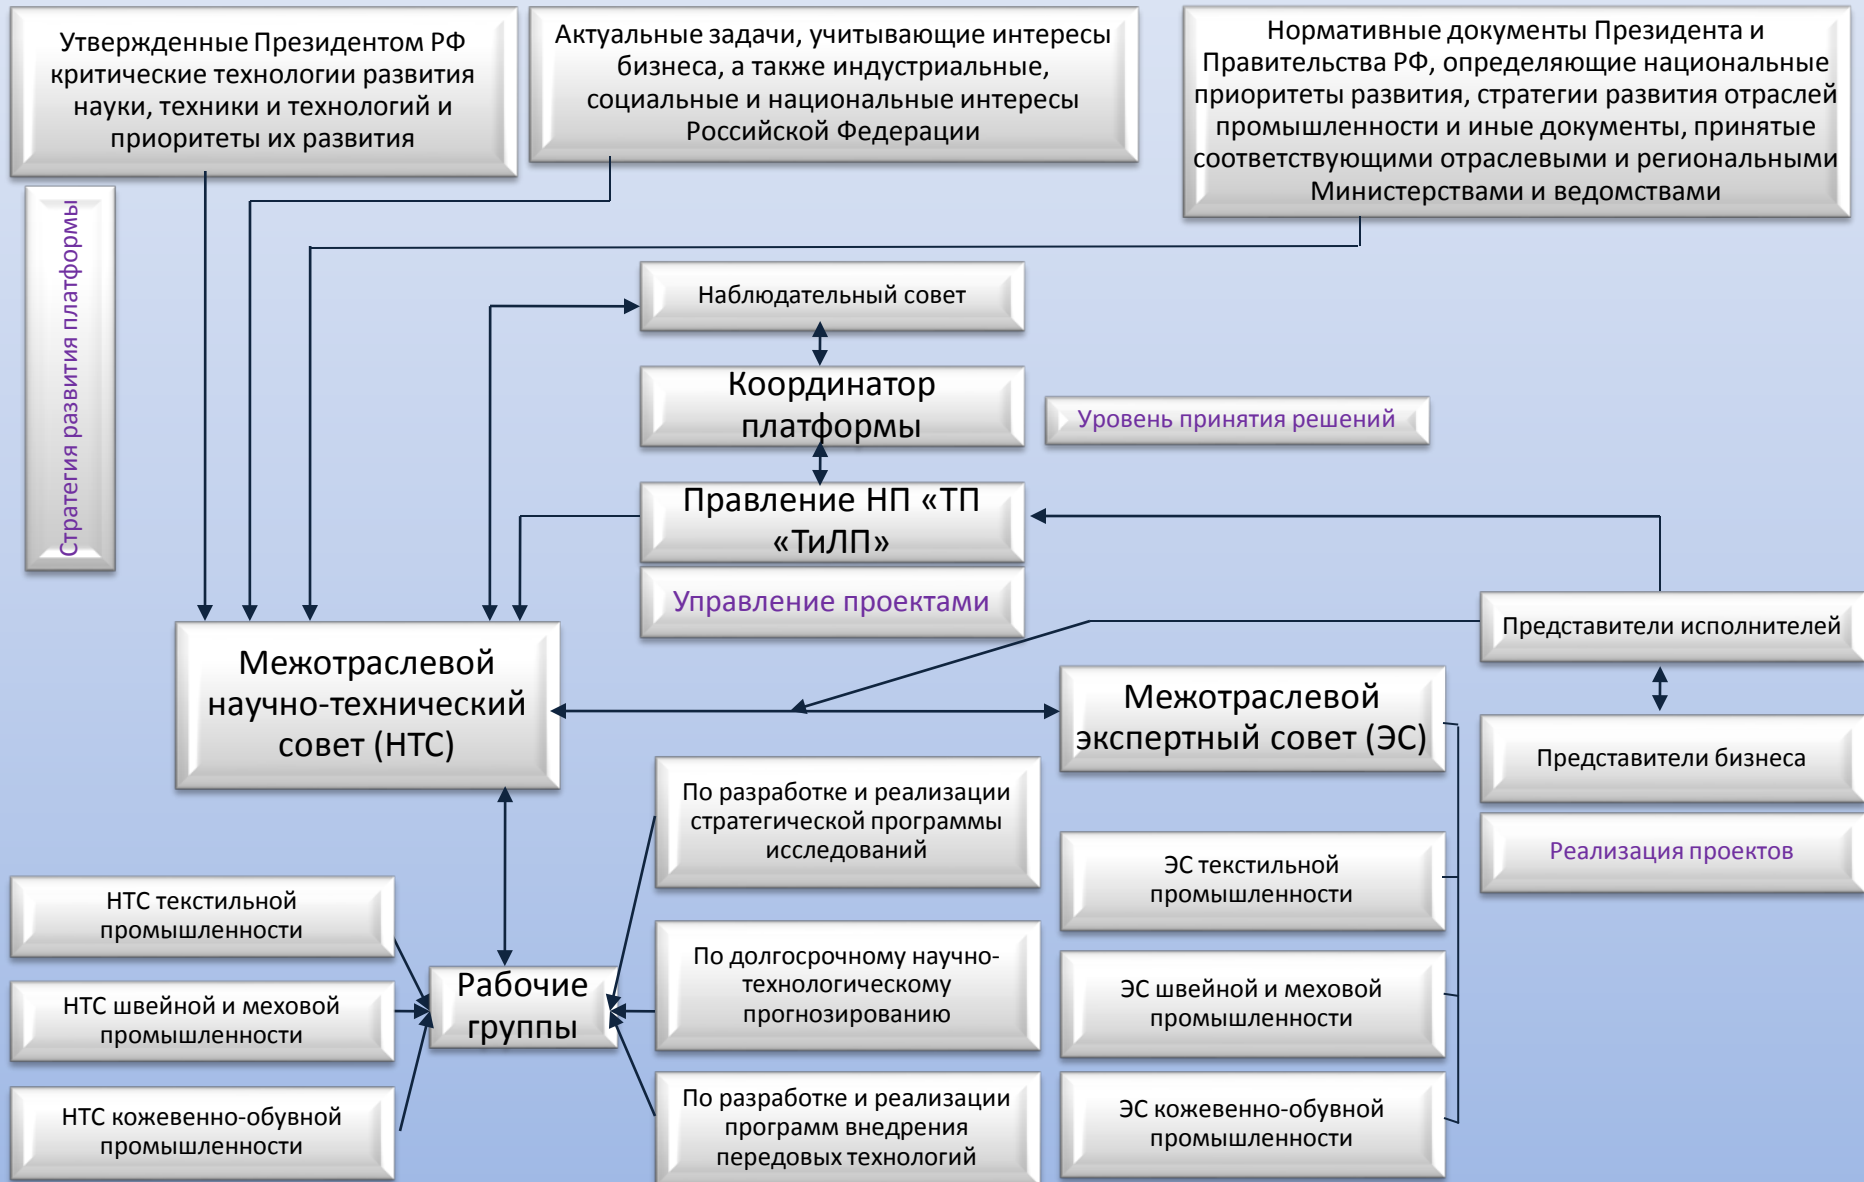 Утвержденные Президентом РФ
критические технологии развития
науки, техники и технологий и
приоритеты их развития
Актуальные задачи, учитывающие интересы
бизнеса, а также индустриальные,
социальные и национальные интересы
Российской Федерации
Нормативные документы Президента и
Правительства РФ, определяющие национальные
приоритеты развития, стратегии развития отраслей
промышленности и иные документы, принятые
соответствующими отраслевыми и региональными
Министерствами и ведомствами
Стратегия развития платформы
Наблюдательный совет
Координатор
платформы
Уровень принятия решений
Правление НП «ТП
«ТиЛП»
Управление проектами
Межотраслевой
научно-технический
совет (НТС)
Межотраслевой
экспертный совет (ЭС)
Представители исполнителей
Представители бизнеса
Реализация проектов
НТС текстильной
промышленности
НТС швейной и меховой
промышленности
НТС кожевенно-обувной
промышленности
Рабочие
группы
По разработке и реализации
стратегической программы
исследований
По долгосрочному научно-
технологическому
прогнозированию
По разработке и реализации
программ внедрения
передовых технологий
ЭС текстильной
промышленности
ЭС швейной и меховой
промышленности
ЭС кожевенно-обувной
промышленности